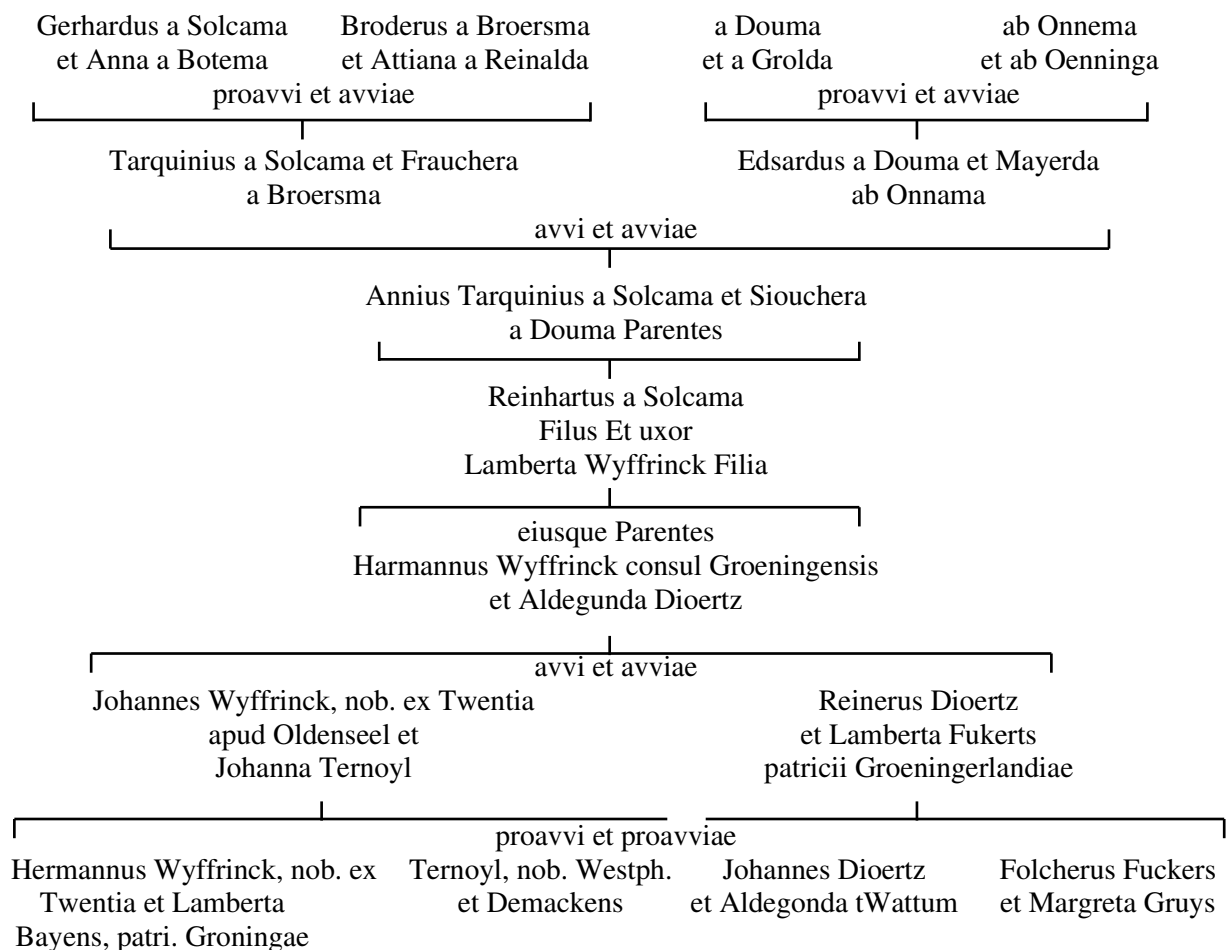 Gerhardus a Solcama
et Anna a Botema
Broderus a Broersma
et Attiana a Reinalda
proavvi et avviae
a Douma
et a Grolda
ab Onnema
et ab Oenninga
proavvi et avviae
Tarquinius a Solcama et Frauchera
a Broersma
Edsardus a Douma et Mayerda
ab Onnama
avvi et avviae
Annius Tarquinius a Solcama et Siouchera
a Douma Parentes
Reinhartus a Solcama
Filus Et uxor
Lamberta Wyffrinck Filia
eiusque Parentes
Harmannus Wyffrinck consul Groeningensis
et Aldegunda Dioertz
avvi et avviae
Johannes Wyffrinck, nob. ex Twentia
apud Oldenseel et
Johanna Ternoyl
Reinerus Dioertz
et Lamberta Fukerts
patricii Groeningerlandiae
proavvi et proavviae
Hermannus Wyffrinck, nob. ex
Twentia et Lamberta
Bayens, patri. Groningae
Ternoyl, nob. Westph.
et Demackens
Johannes Dioertz
et Aldegonda tWattum
Folcherus Fuckers
et Margreta Gruys